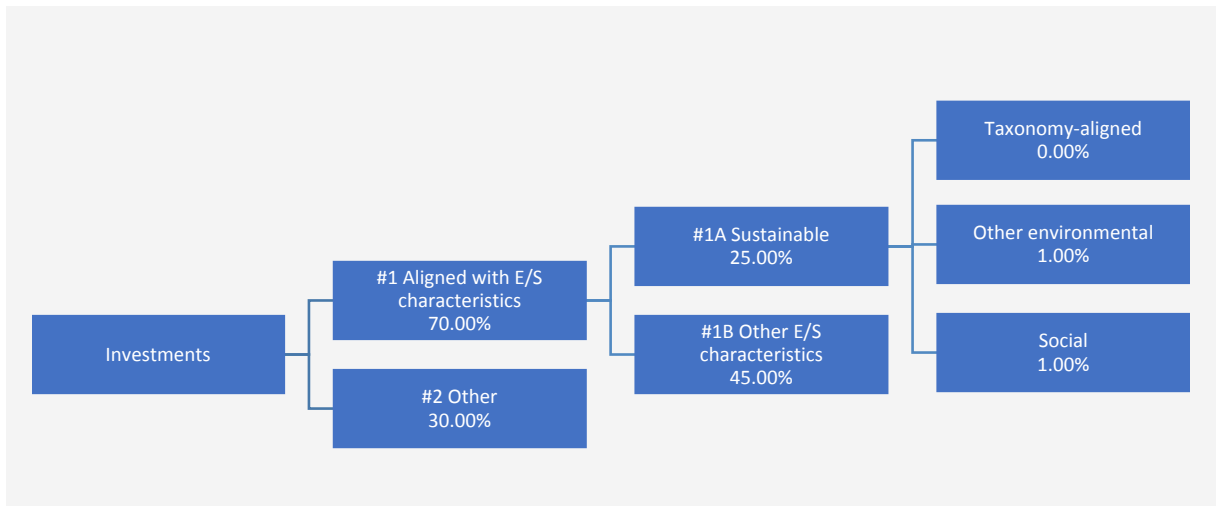 Investments
#1 Aligned with E/S
characteristics
70.00%
#2 Other
30.00%
#1A Sustainable
25.00%
#1B Other E/S
characteristics
45.00%
Taxonomy-aligned
0.00%
Other environmental
1.00%
Social
1.00%